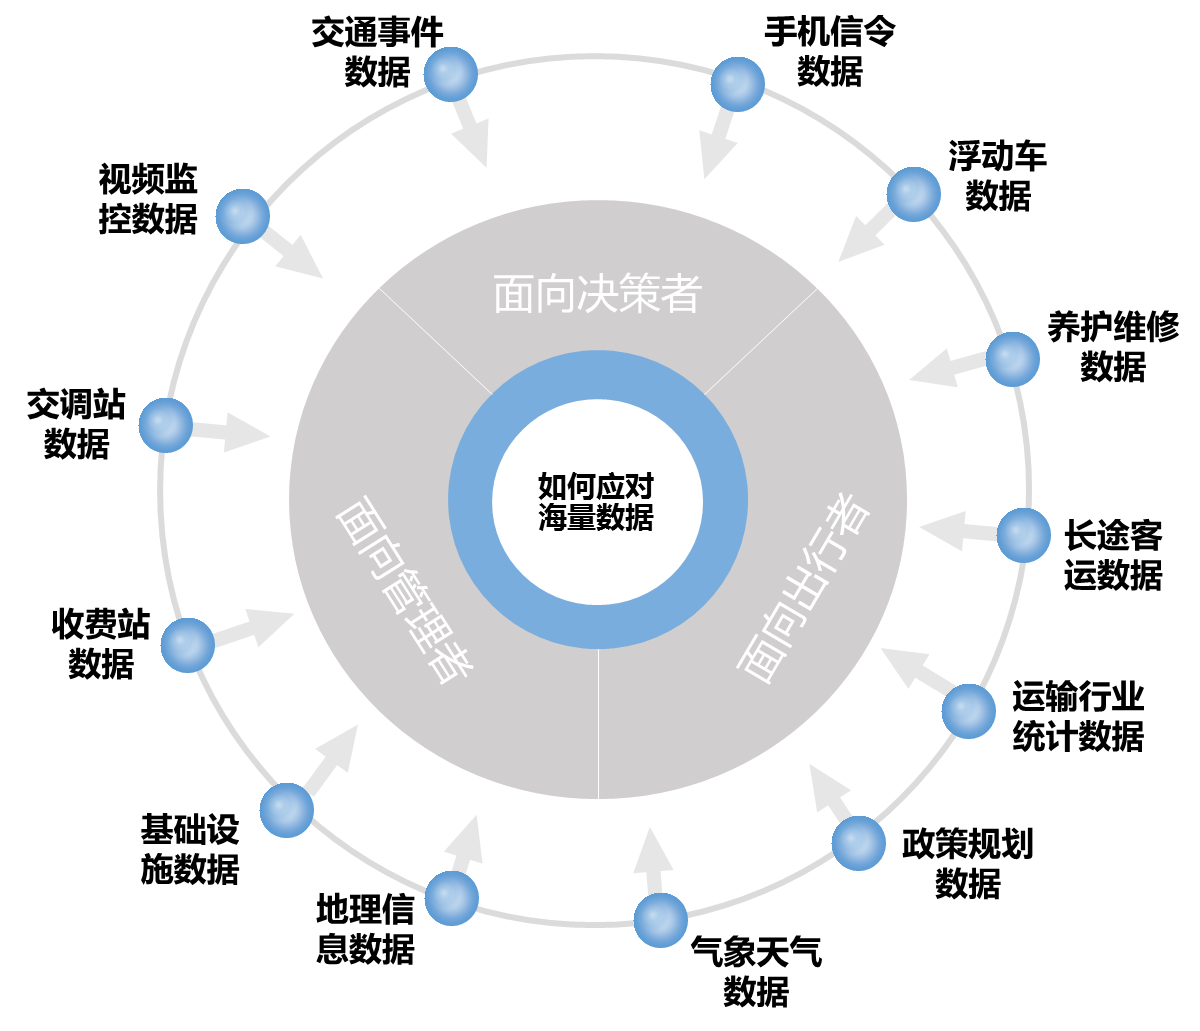 交通事件
数据
手机信令
数据
浮动车
数据
养护维修
数据
长途客
运数据
运输行业
统计数据
政策规划
数据
气象天气
数据
地理信
息数据
基础设
施数据
收费站
数据
交调站
数据
视频监
控数据
面向决策者
面向出行者
面向管理者
如何应对
海量数据